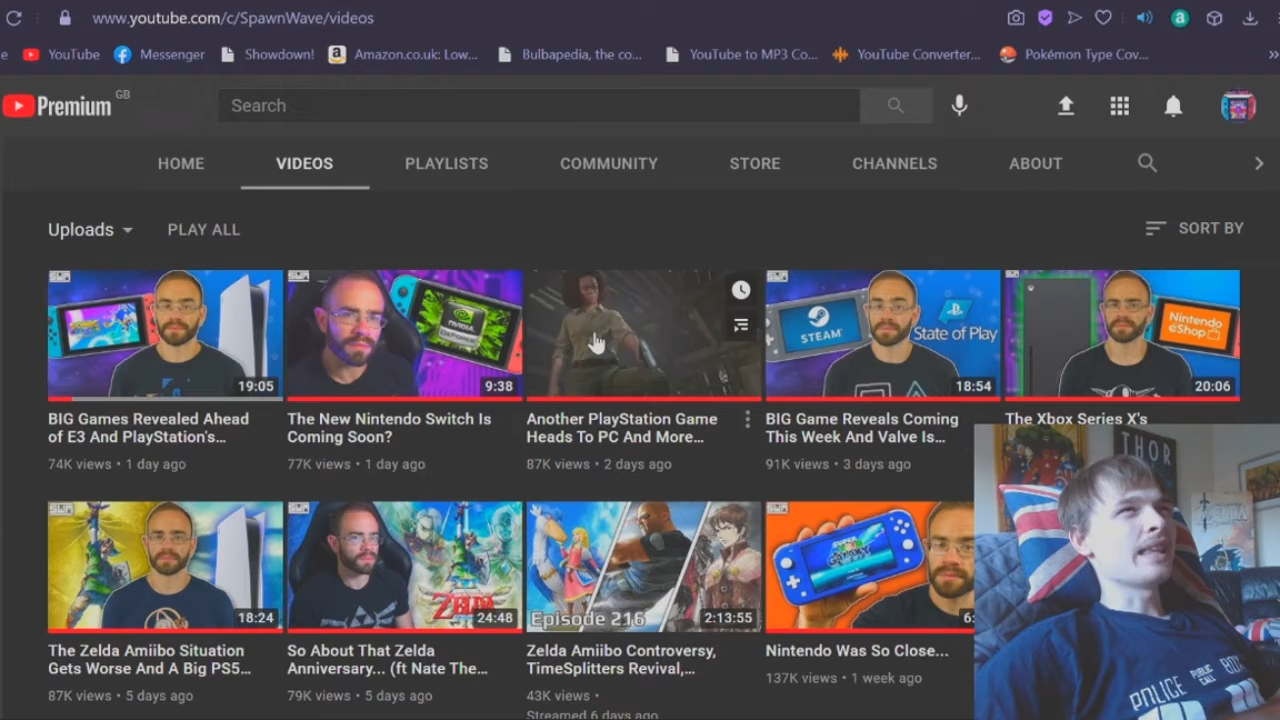 www.youtube.com/c/SpawnWave/videos
e YouTube Messenger Showdown! Amazon.co.uk: Low... Bulbapedia, the co... YouTube to MP3 Co... YouTube Converter... Pokémon Type Cov... »
Premium GB Search
HOME VIDEOS PLAYLISTS COMMUNITY STORE CHANNELS ABOUT
Uploads PLAY ALL SORT BY
NVIDIA
STEAM State of Play
Nintendo eShop
19:05 9:38 18:54 20:06
BIG Games Revealed Ahead of E3 And PlayStation's...
74K views • 1 day ago
The New Nintendo Switch Is Coming Soon?
77K views • 1 day ago
Another PlayStation Game Heads To PC And More...
87K views • 2 days ago
BIG Game Reveals Coming This Week And Valve Is...
91K views • 3 days ago
The Xbox Series X's
THOR
ZELDA
Episode 216
18:24 24:48 2:13:55 6:
The Zelda Amiibo Situation Gets Worse And A Big PS5...
87K views • 5 days ago
So About That Zelda Anniversary... (ft Nate The...
79K views • 5 days ago
Zelda Amiibo Controversy, TimeSplitters Revival,...
43K views •
Streamed 6 days ago
Nintendo Was So Close...
137K views • 1 week ago
POLICE PUBLIC CALL BOX